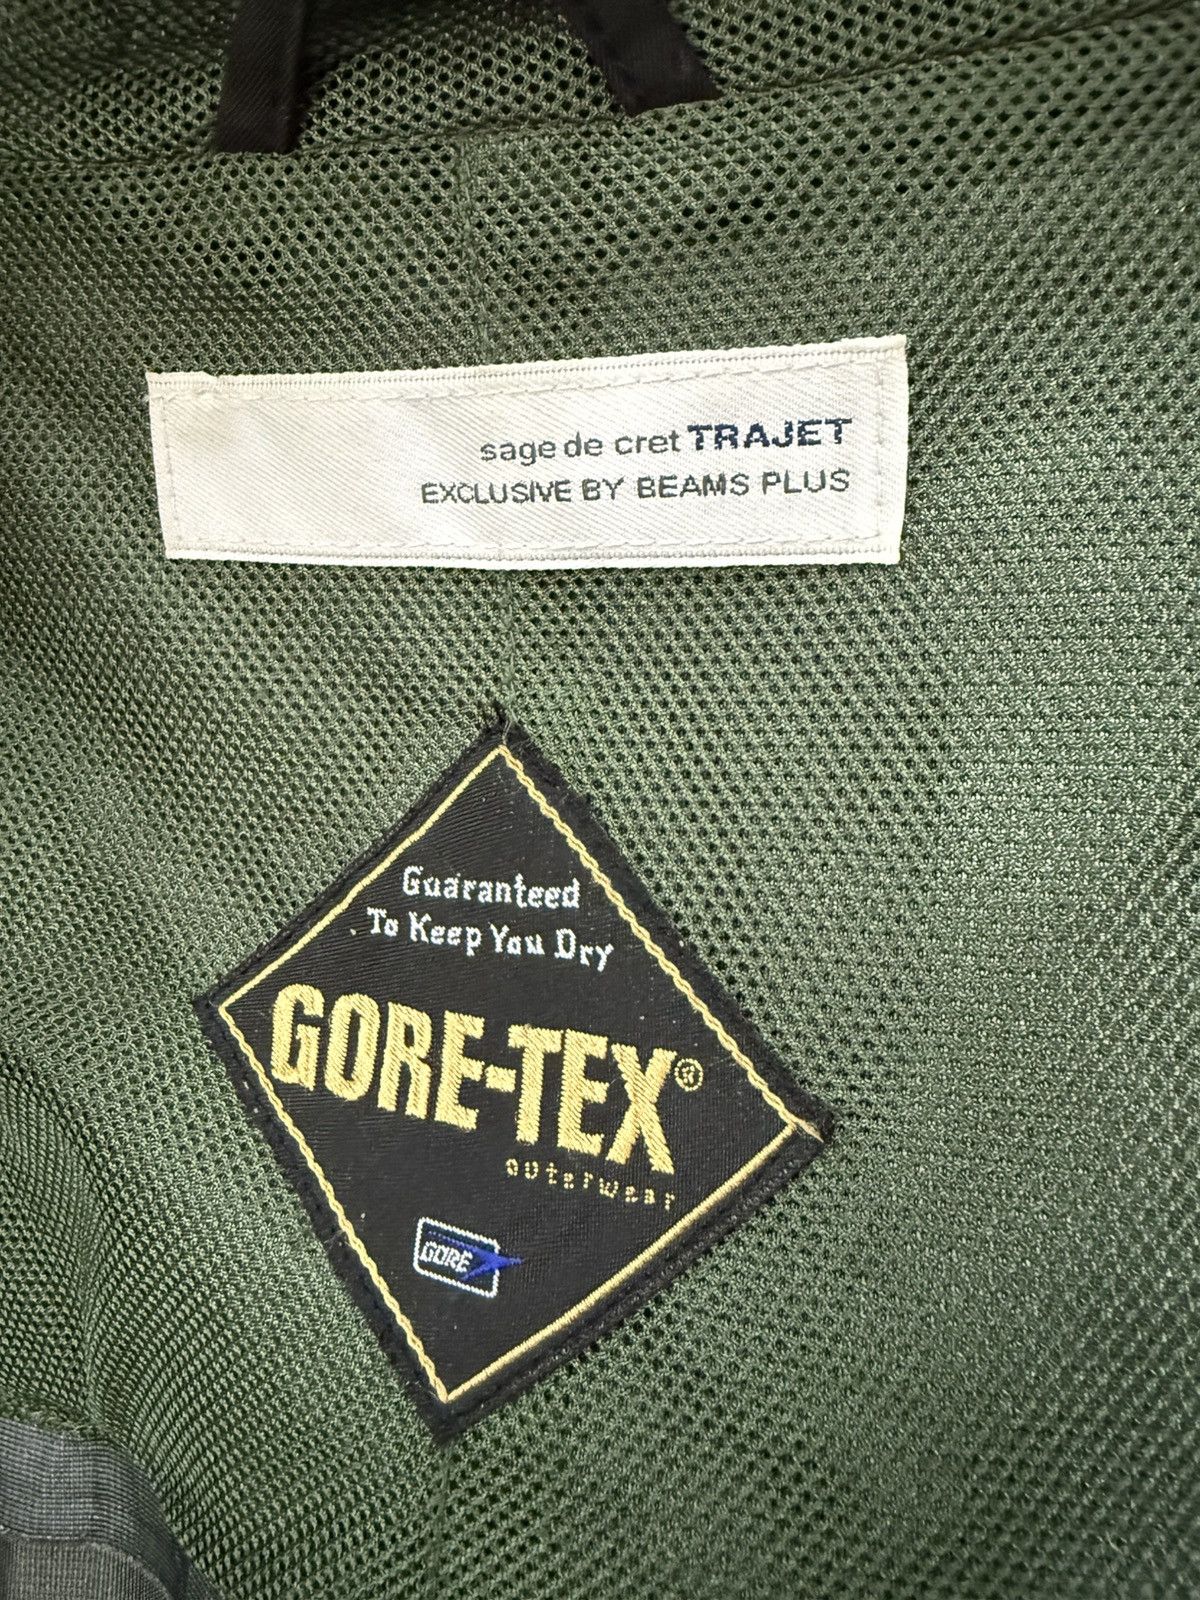 sage de cret TRAJET
EXCLUSIVE BY BEAMS PLUS
Guaranteed
To Keep You Dry
GORE-TEX®
outerwear
GORE